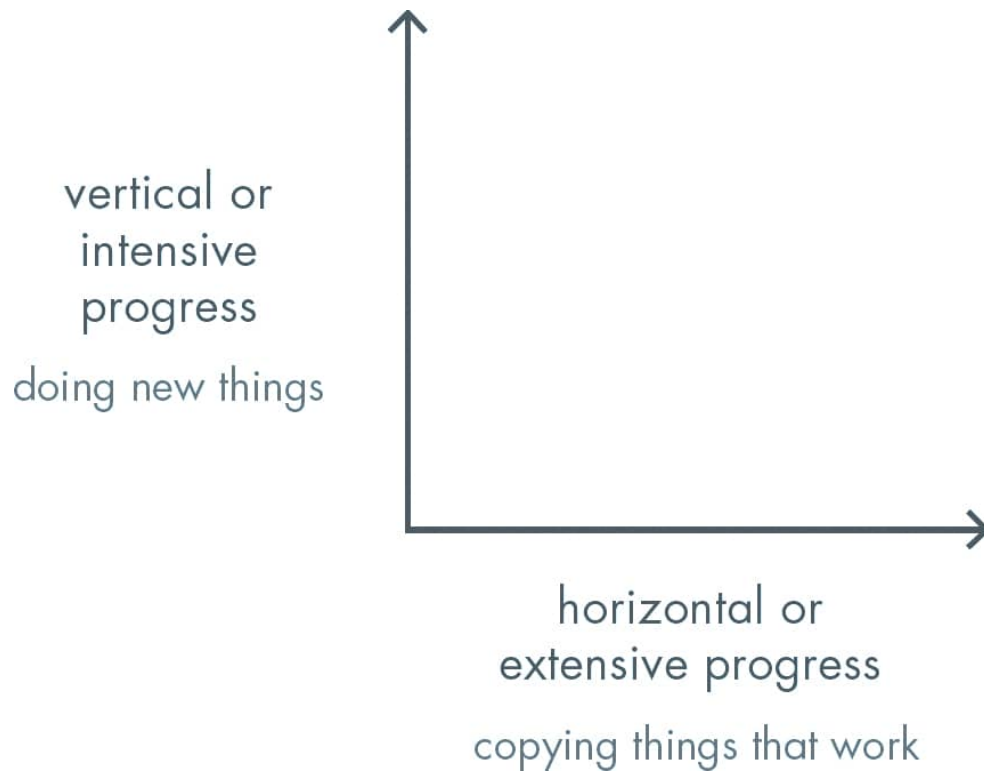 vertical or
intensive
progress
doing new things
horizontal or
extensive progress
copying things that work